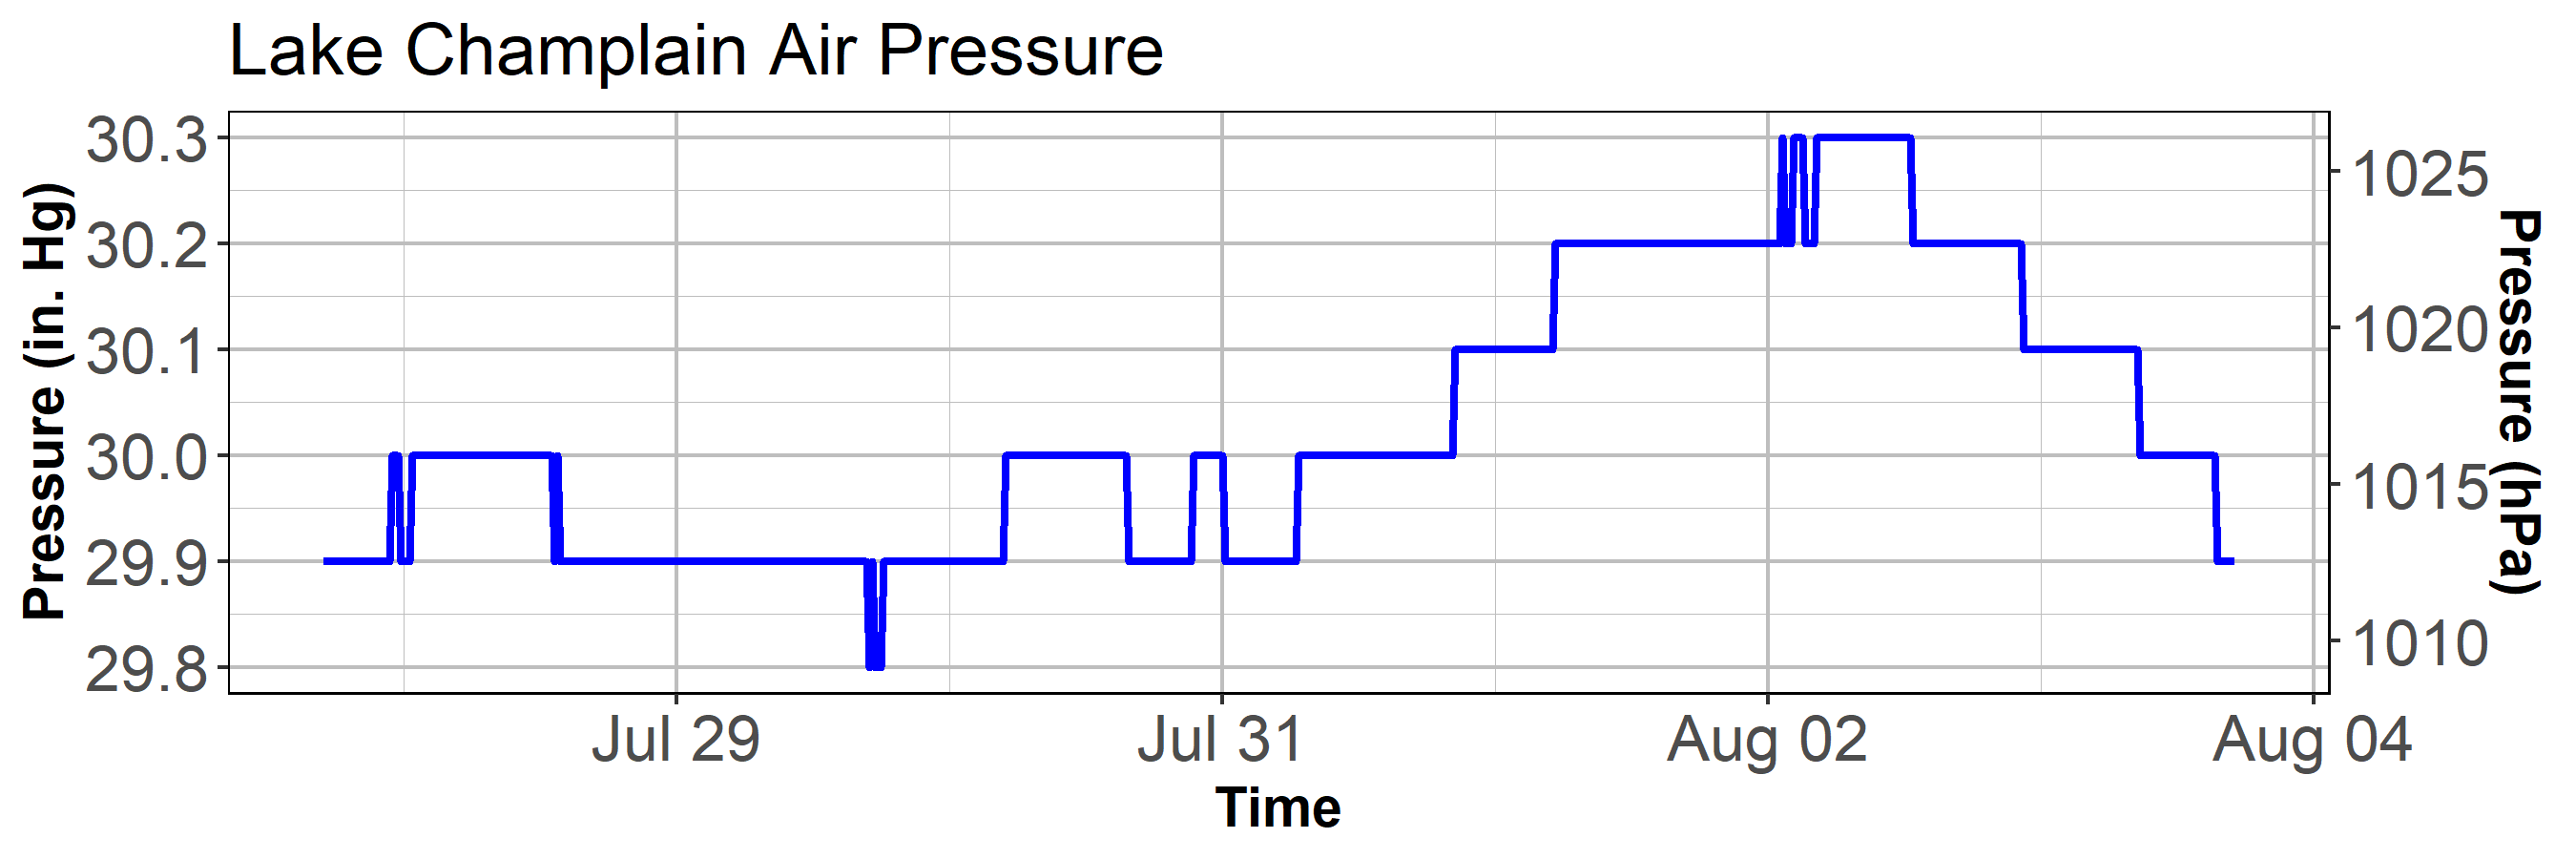 Lake Champlain Air Pressure
Pressure (in. Hg)
30.3
30.2
30.1
30.0
29.9
29.8
1025
1020
1015
1010
Pressure (hPa)
Jul 29 Jul 31 Aug 02 Aug 04
Time